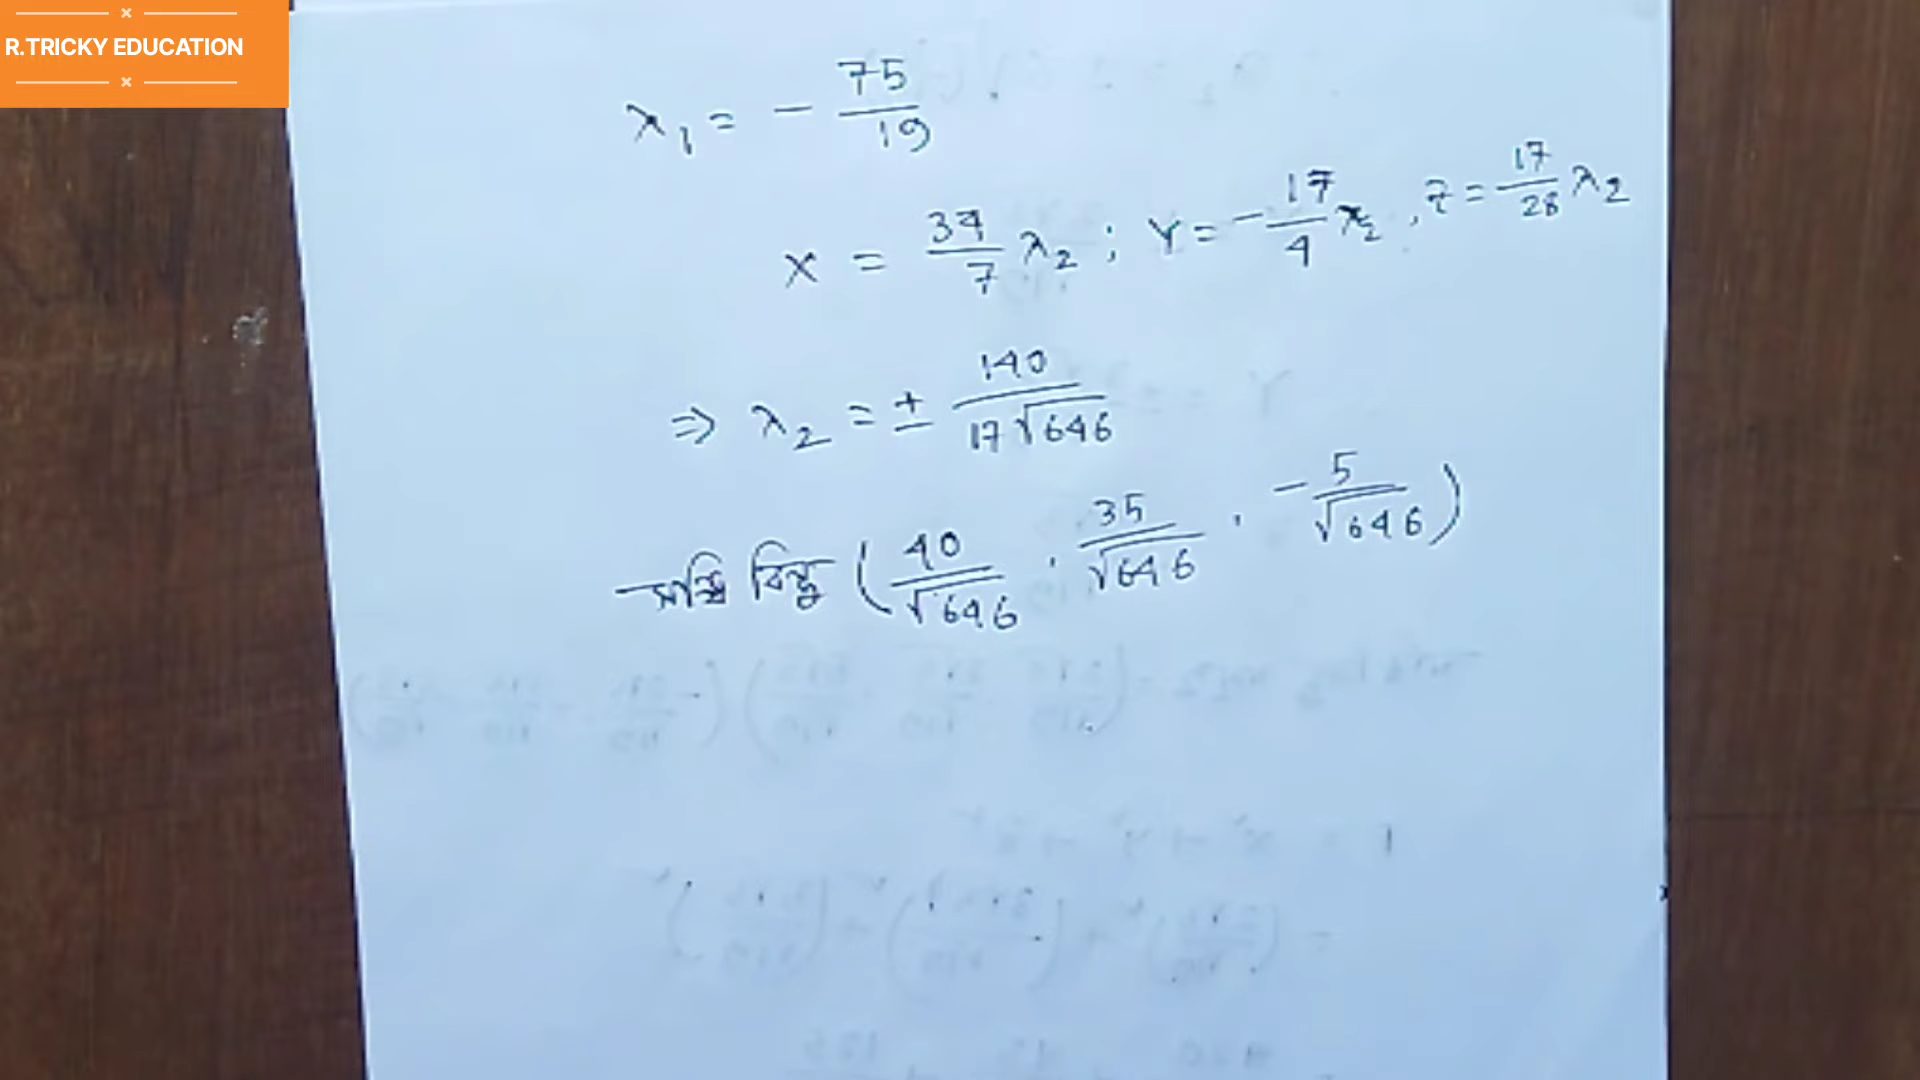 R.TRICKY EDUCATION
λ₁ = - 75/19
x = 34/7 λ₂ ; Y = - 17/4 λ₂ , z = 17/28 λ₂
⇒ λ₂ = ± 140/17√646
সন্ধি বিন্দু ( 40/√646 , 35/√646 , - 5/√646 )